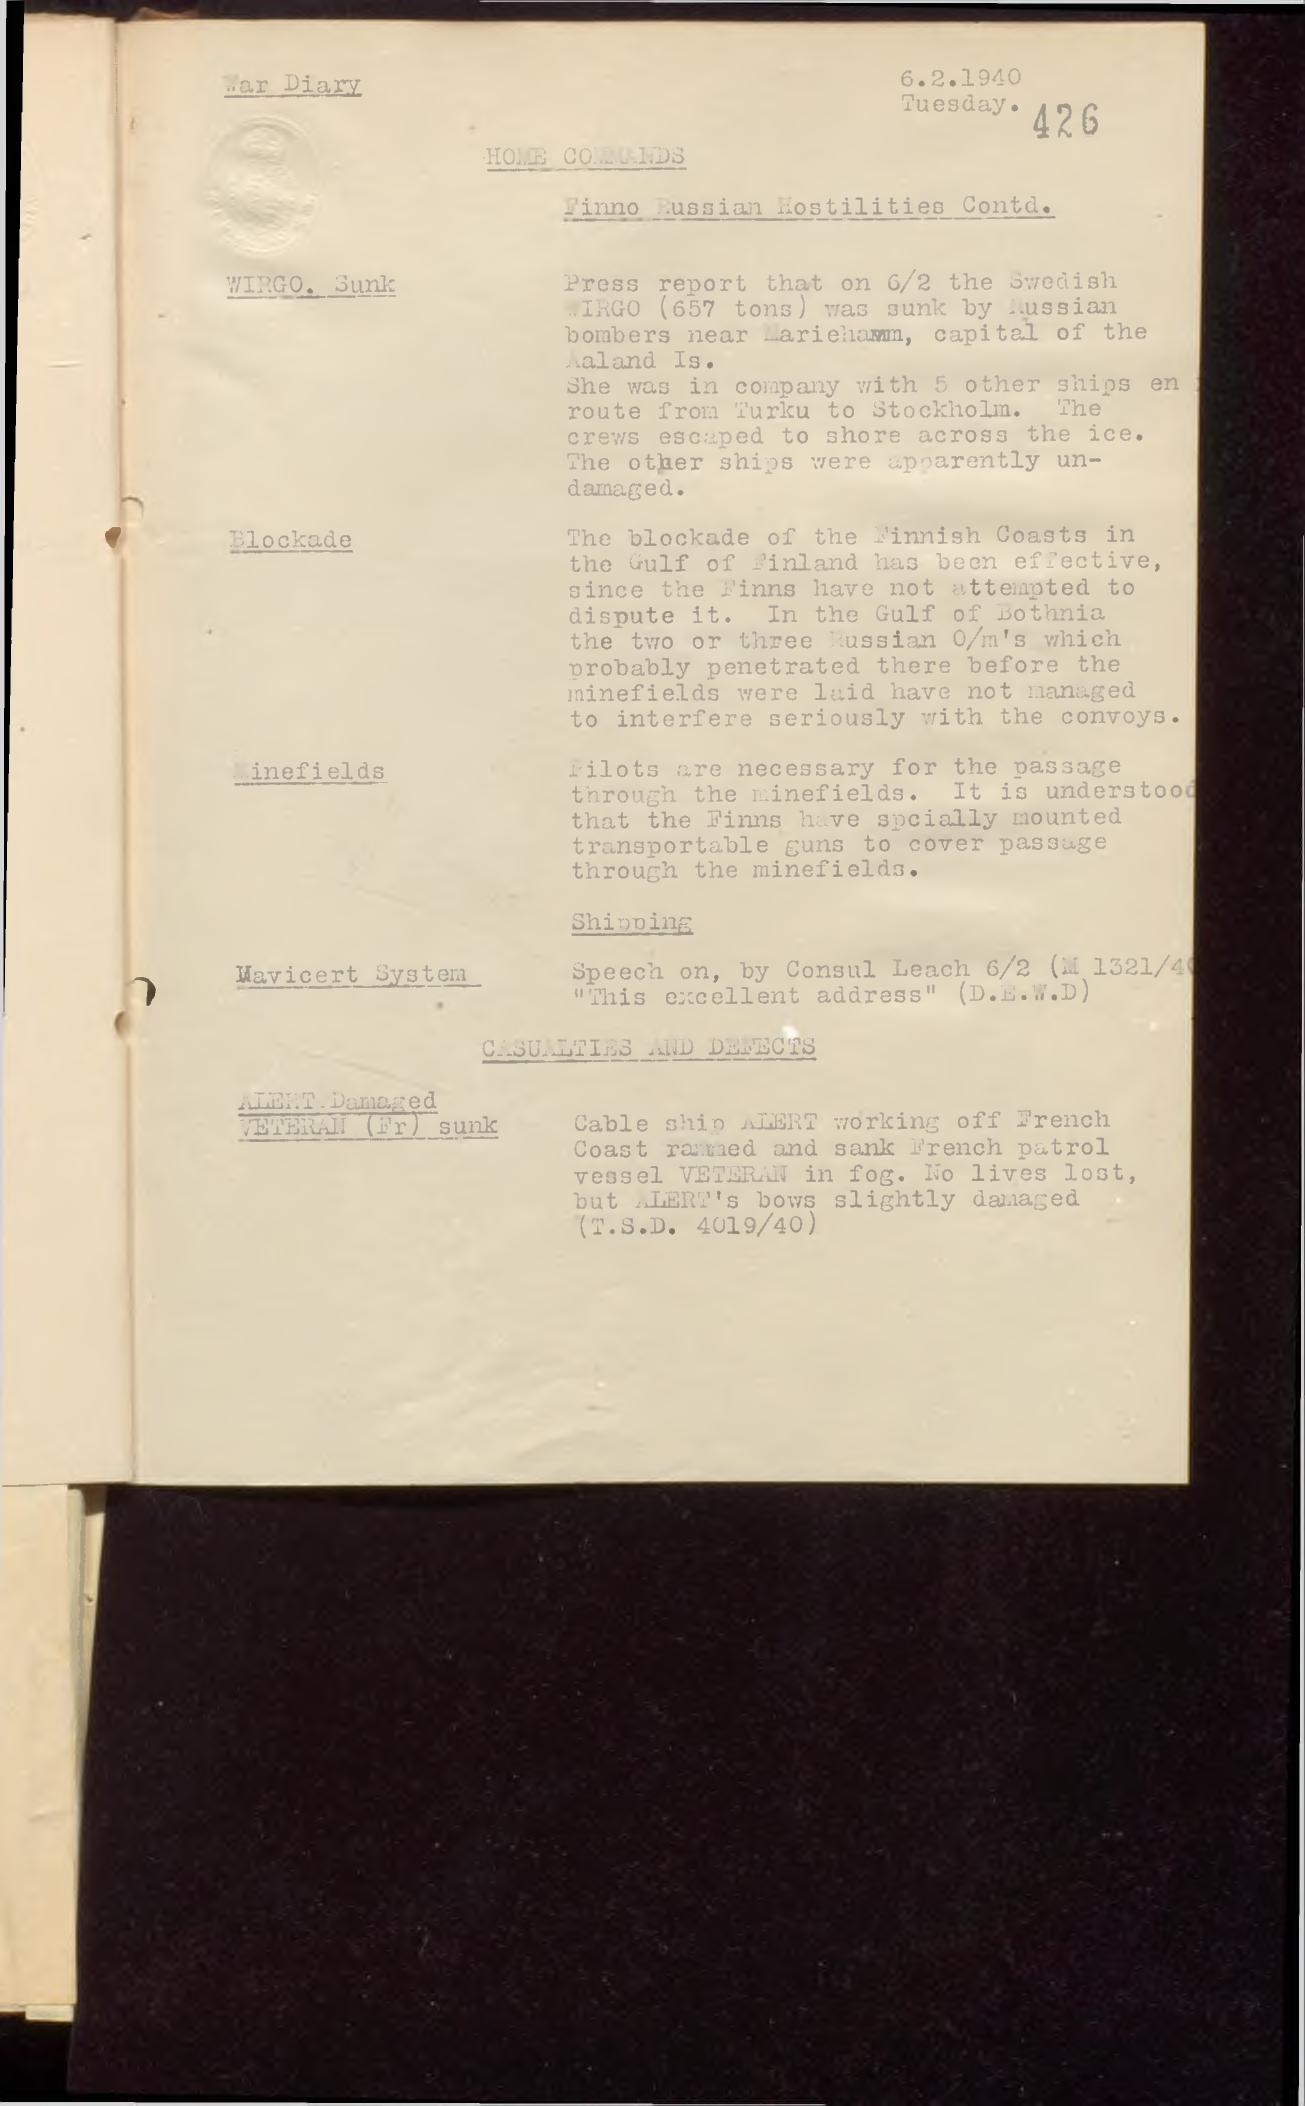 War Diary
6.2.1940
Tuesday.
426
HOME COMMANDS
Finno Russian Hostilities Contd.
WIRGO. Sunk
Press report that on 6/2 the Swedish
WIRGO (657 tons) was sunk by Russian
bombers near Mariehamm, capital of the
Aaland Is.
She was in company with 5 other ships en
route from Turku to Stockholm. The
crews escaped to shore across the ice.
The other ships were apparently un-
damaged.
Blockade
The blockade of the Finnish Coasts in
the Gulf of Finland has been effective,
since the Finns have not attempted to
dispute it. In the Gulf of Bothnia
the two or three Russian O/m's which
probably penetrated there before the
minefields were laid have not managed
to interfere seriously with the convoys.
Minefields
Pilots are necessary for the passage
through the minefields. It is understood
that the Finns have spcially mounted
transportable guns to cover passage
through the minefields.
Shipping
Mavicert System
Speech on, by Consul Leach 6/2 (M 1321/40
"This excellent address" (D.E.W.D)
CASUALTIES AND DEFECTS
ALERT.Damaged
VETERAN (Fr) sunk
Cable ship ALERT working off French
Coast rammed and sank French patrol
vessel VETERAN in fog. No lives lost,
but ALERT's bows slightly damaged
(T.S.D. 4019/40)